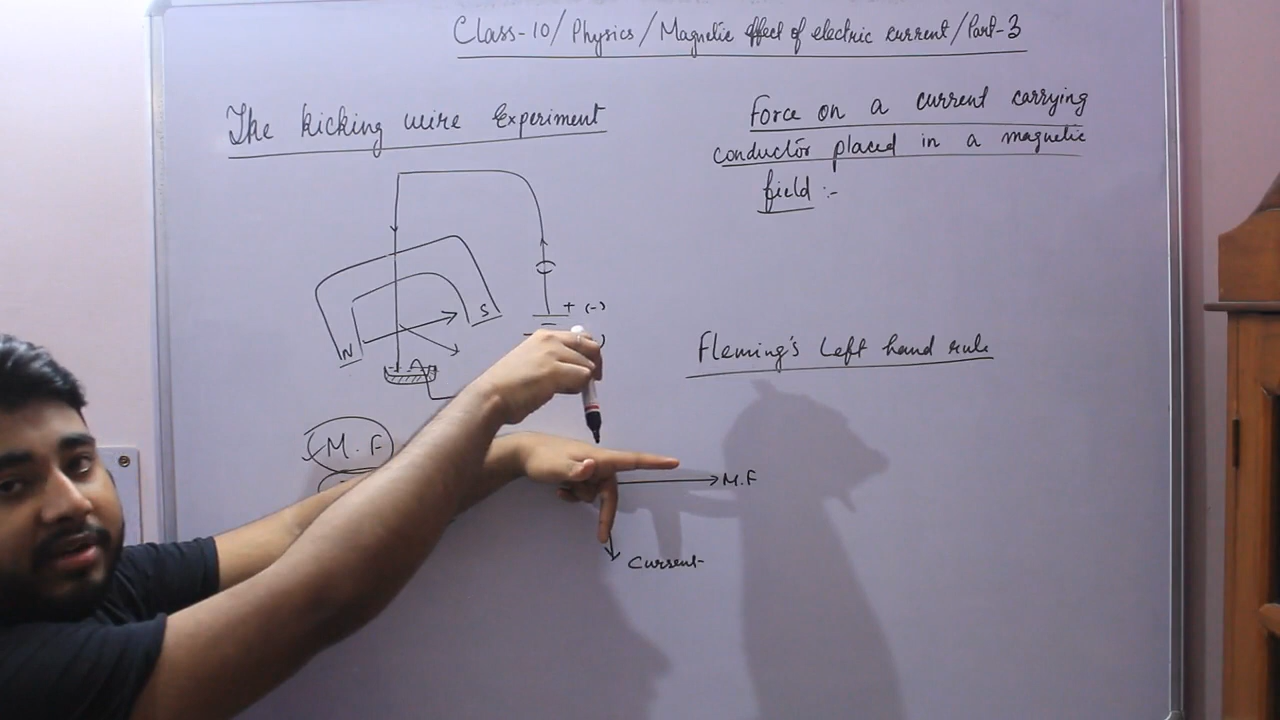 Class-10/Physics/Magnetic effect of electric current/Part-3
The kicking wire Experiment
Force on a current carrying
conductor placed in a magnetic
field :-
S
+ (-)
N
A
Fleming's Left hand rule
M.F
M.F
Current